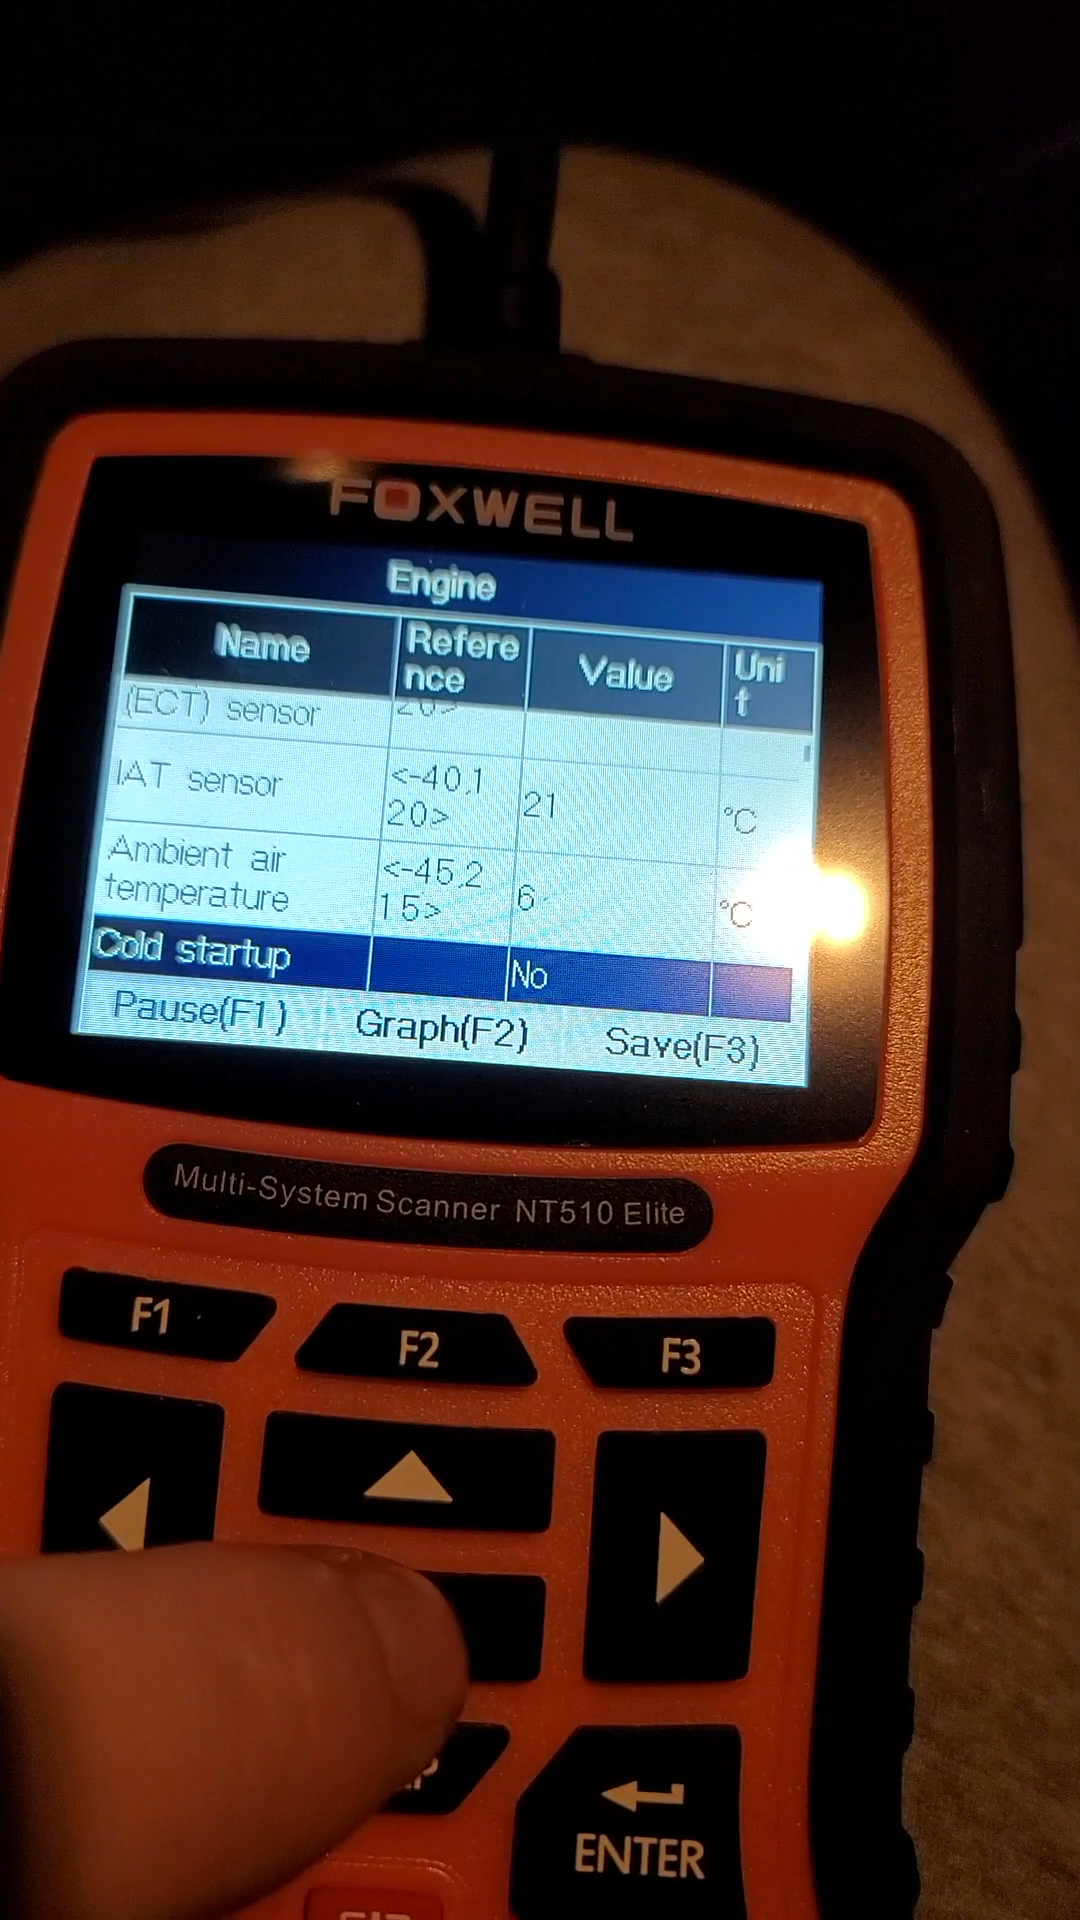 FOXWELL
Engine
Name Refere Value Uni
nce t
(ECT) sensor 20>
IAT sensor <-40,1 21 °C
20>
Ambient air <-45,2 6 °C
temperature 15>
Cold startup No
Pause(F1) Graph(F2) Save(F3)
Multi-System Scanner NT510 Elite
F1 F2 F3
ENTER